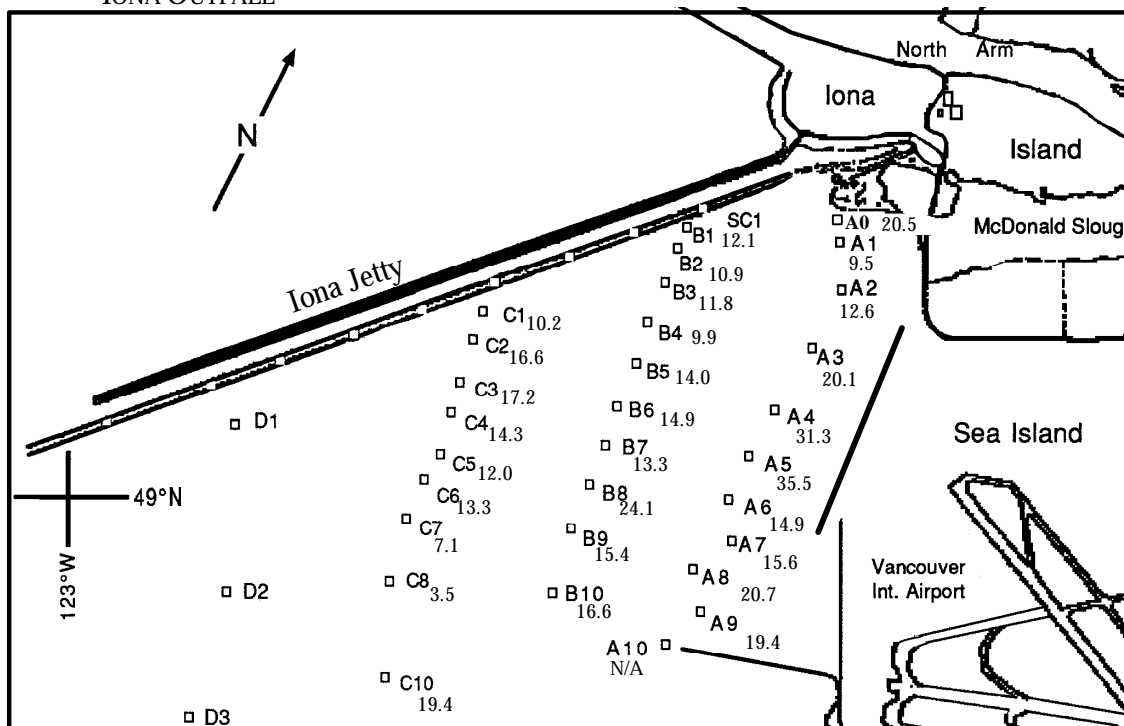 IONA OUTFALL
North Arm
N
Iona
Island
SC1
A0 20.5
McDonald Sloug
B1
12.1
A1
9.5
B2
10.9
Iona Jetty
B3
11.8
A2
12.6
C1 10.2
B4
9.9
C2
16.6
A3
20.1
B5
14.0
C3
17.2
B6
14.9
A4
31.3
C4
14.3
D1
Sea Island
B7
13.3
C5
12.0
A5
35.5
C6
13.3
B8
24.1
49°N
A6
14.9
C7
7.1
B9
15.4
A7
15.6
123°W
C8
3.5
A8
20.7
Vancouver
Int. Airport
D2
B10
16.6
A9
19.4
A10
N/A
C10
19.4
D3